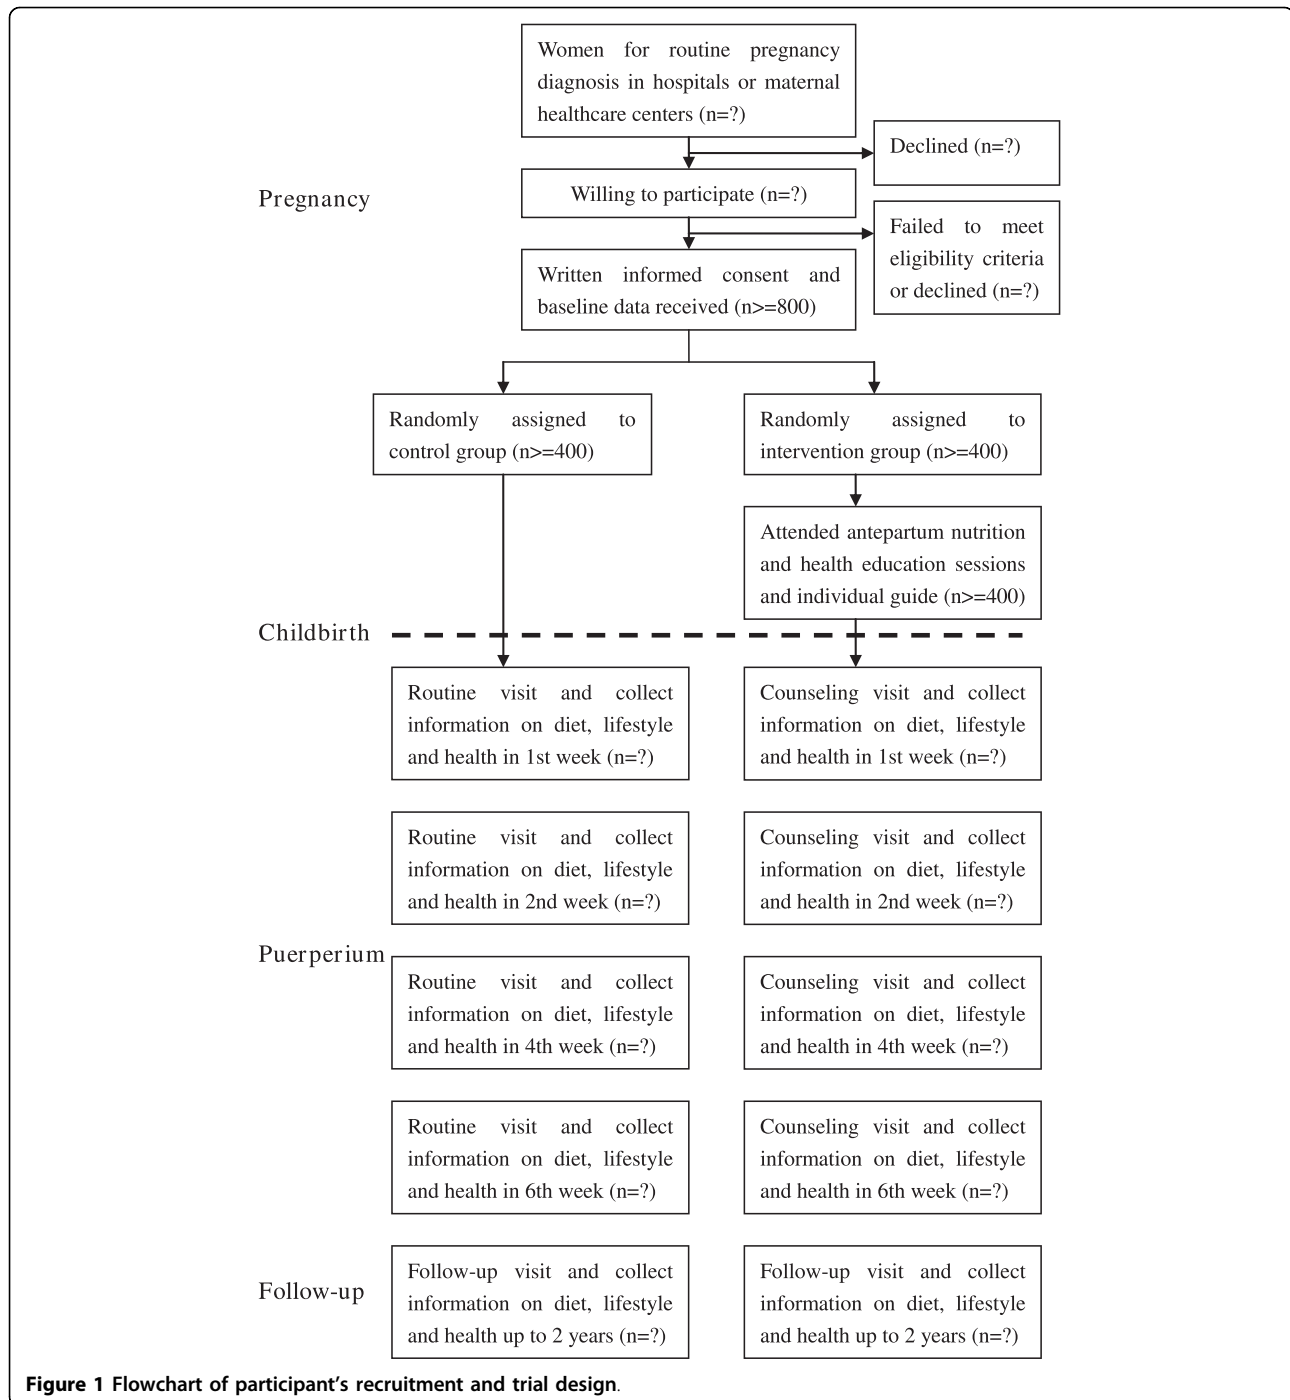 Women for routine pregnancy
diagnosis in hospitals or maternal
healthcare centers (n=?)
Declined (n=?)
Pregnancy
Willing to participate (n=?)
Failed to meet
eligibility criteria
or declined (n=?)
Written informed consent and
baseline data received (n>=800)
Randomly assigned to
control group (n>=400)
Randomly assigned to
intervention group (n>=400)
Attended antepartum nutrition
and health education sessions
and individual guide (n>=400)
Childbirth
Routine visit and collect
information on diet, lifestyle
and health in 1st week (n=?)
Counseling visit and collect
information on diet, lifestyle
and health in 1st week (n=?)
Routine visit and collect
information on diet, lifestyle
and health in 2nd week (n=?)
Counseling visit and collect
information on diet, lifestyle
and health in 2nd week (n=?)
Puerperium
Routine visit and collect
information on diet, lifestyle
and health in 4th week (n=?)
Counseling visit and collect
information on diet, lifestyle
and health in 4th week (n=?)
Routine visit and collect
information on diet, lifestyle
and health in 6th week (n=?)
Counseling visit and collect
information on diet, lifestyle
and health in 6th week (n=?)
Follow-up
Follow-up visit and collect
information on diet, lifestyle
and health up to 2 years (n=?)
Follow-up visit and collect
information on diet, lifestyle
and health up to 2 years (n=?)
Figure 1 Flowchart of participant's recruitment and trial design.